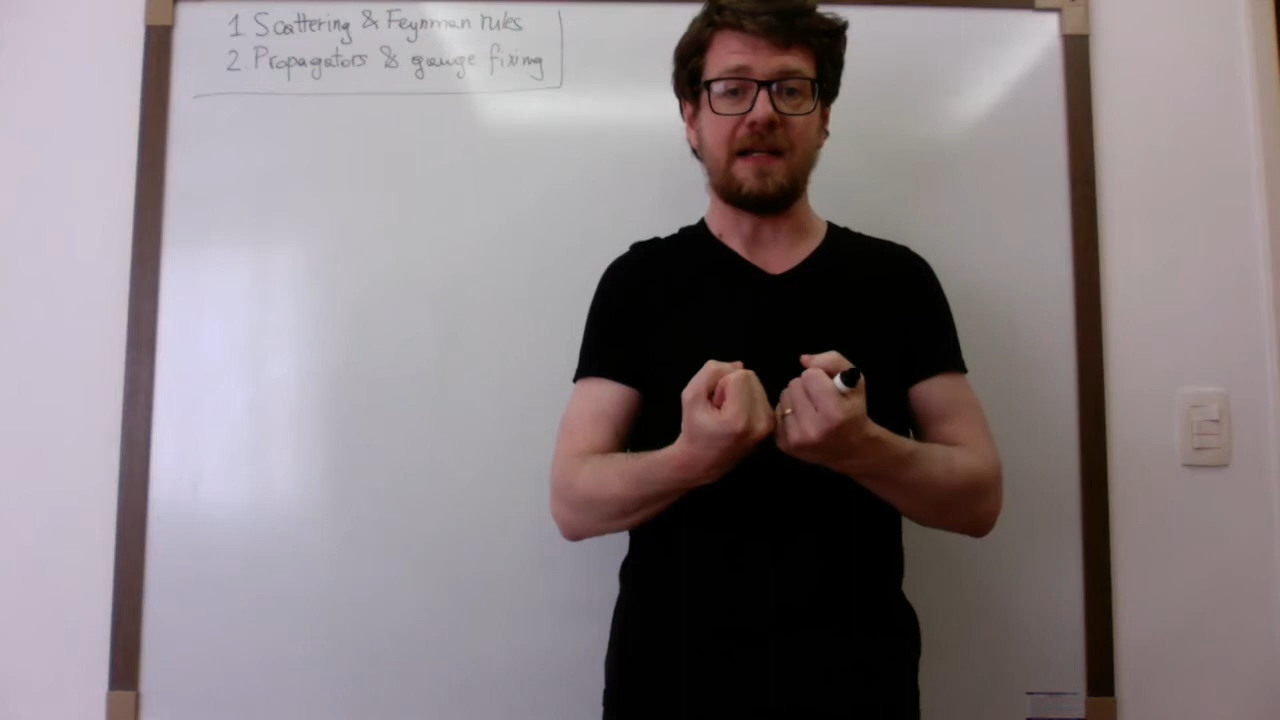 1. Scattering & Feynman rules
2. Propagators & gauge fixing